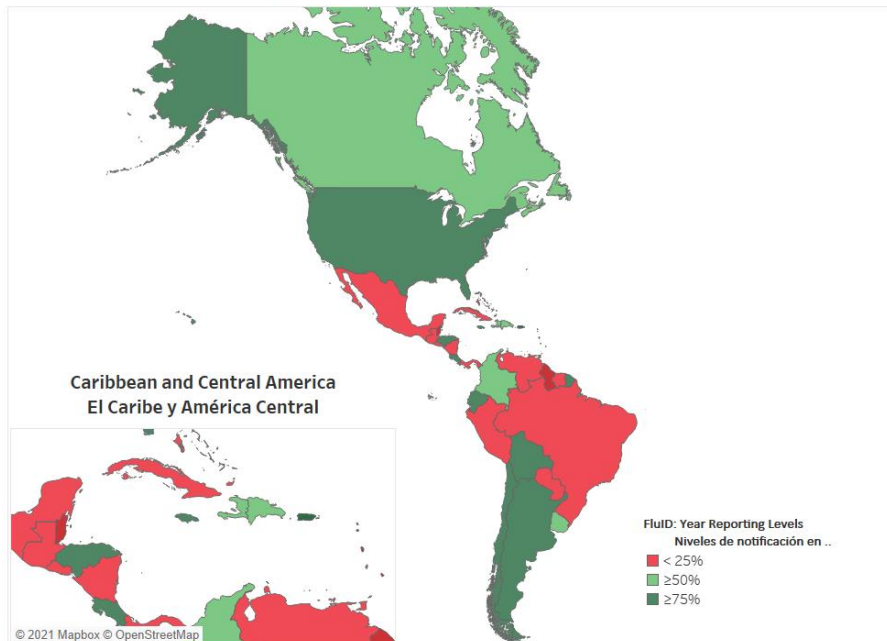 Caribbean and Central America
El Caribe y América Central
FluID: Year Reporting Levels
Niveles de notificación en ..
< 25%
≥50%
≥75%
© 2021 Mapbox © OpenStreetMap